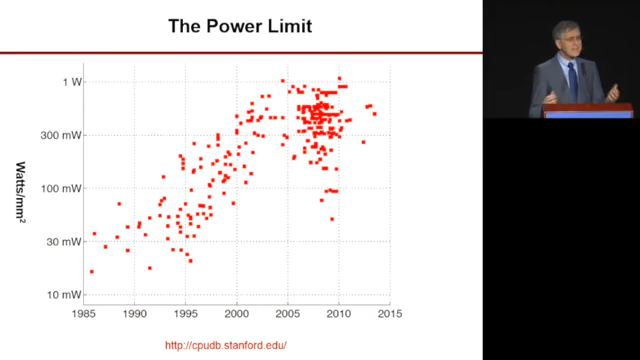 The Power Limit
1 W
300 mW
100 mW
30 mW
10 mW
Watts/mm²
1985 1990 1995 2000 2005 2010 2015
http://cpudb.stanford.edu/